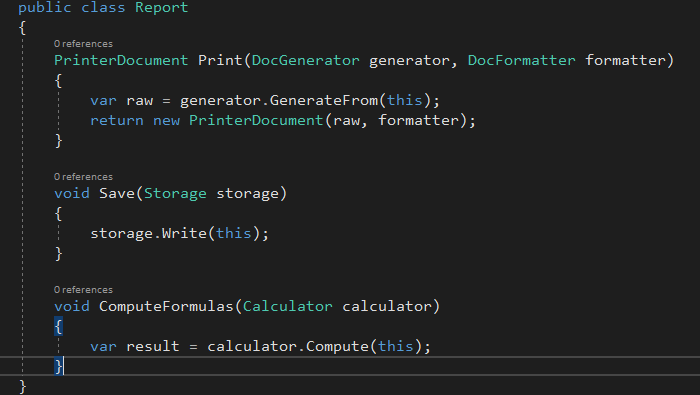 public class Report
{
0 references
PrinterDocument Print(DocGenerator generator, DocFormatter formatter)
{
var raw = generator.GenerateFrom(this);
return new PrinterDocument(raw, formatter);
}
0 references
void Save(Storage storage)
{
storage.Write(this);
}
0 references
void ComputeFormulas(Calculator calculator)
{
var result = calculator.Compute(this);
}
}